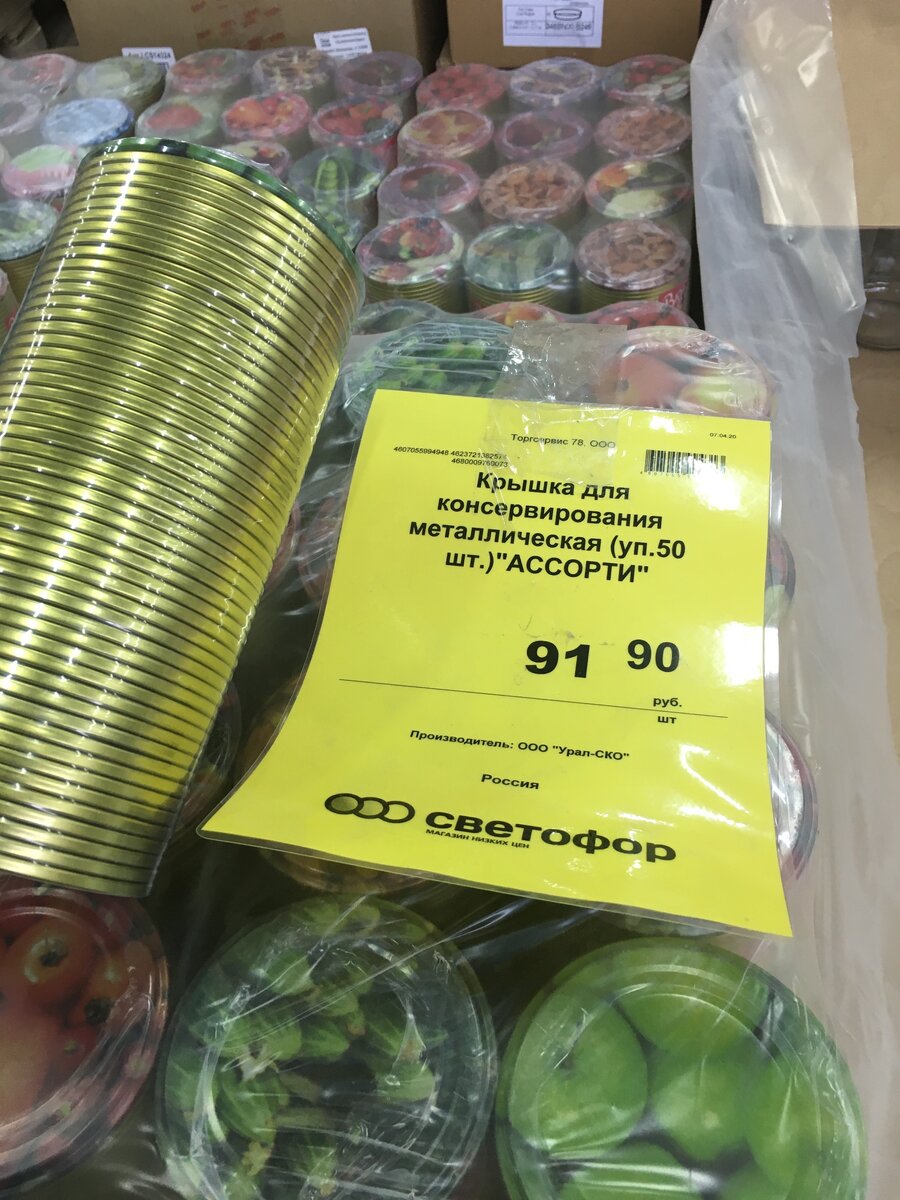 Торгсервис 78, ООО
07.04.20
4607055994948
Крышка для
консервирования
металлическая (уп.50
шт.)"АССОРТИ"
91 90
руб.
шт
Производитель: ООО "Урал-СКО"
Россия
светофор
МАГАЗИН НИЗКИХ ЦЕН